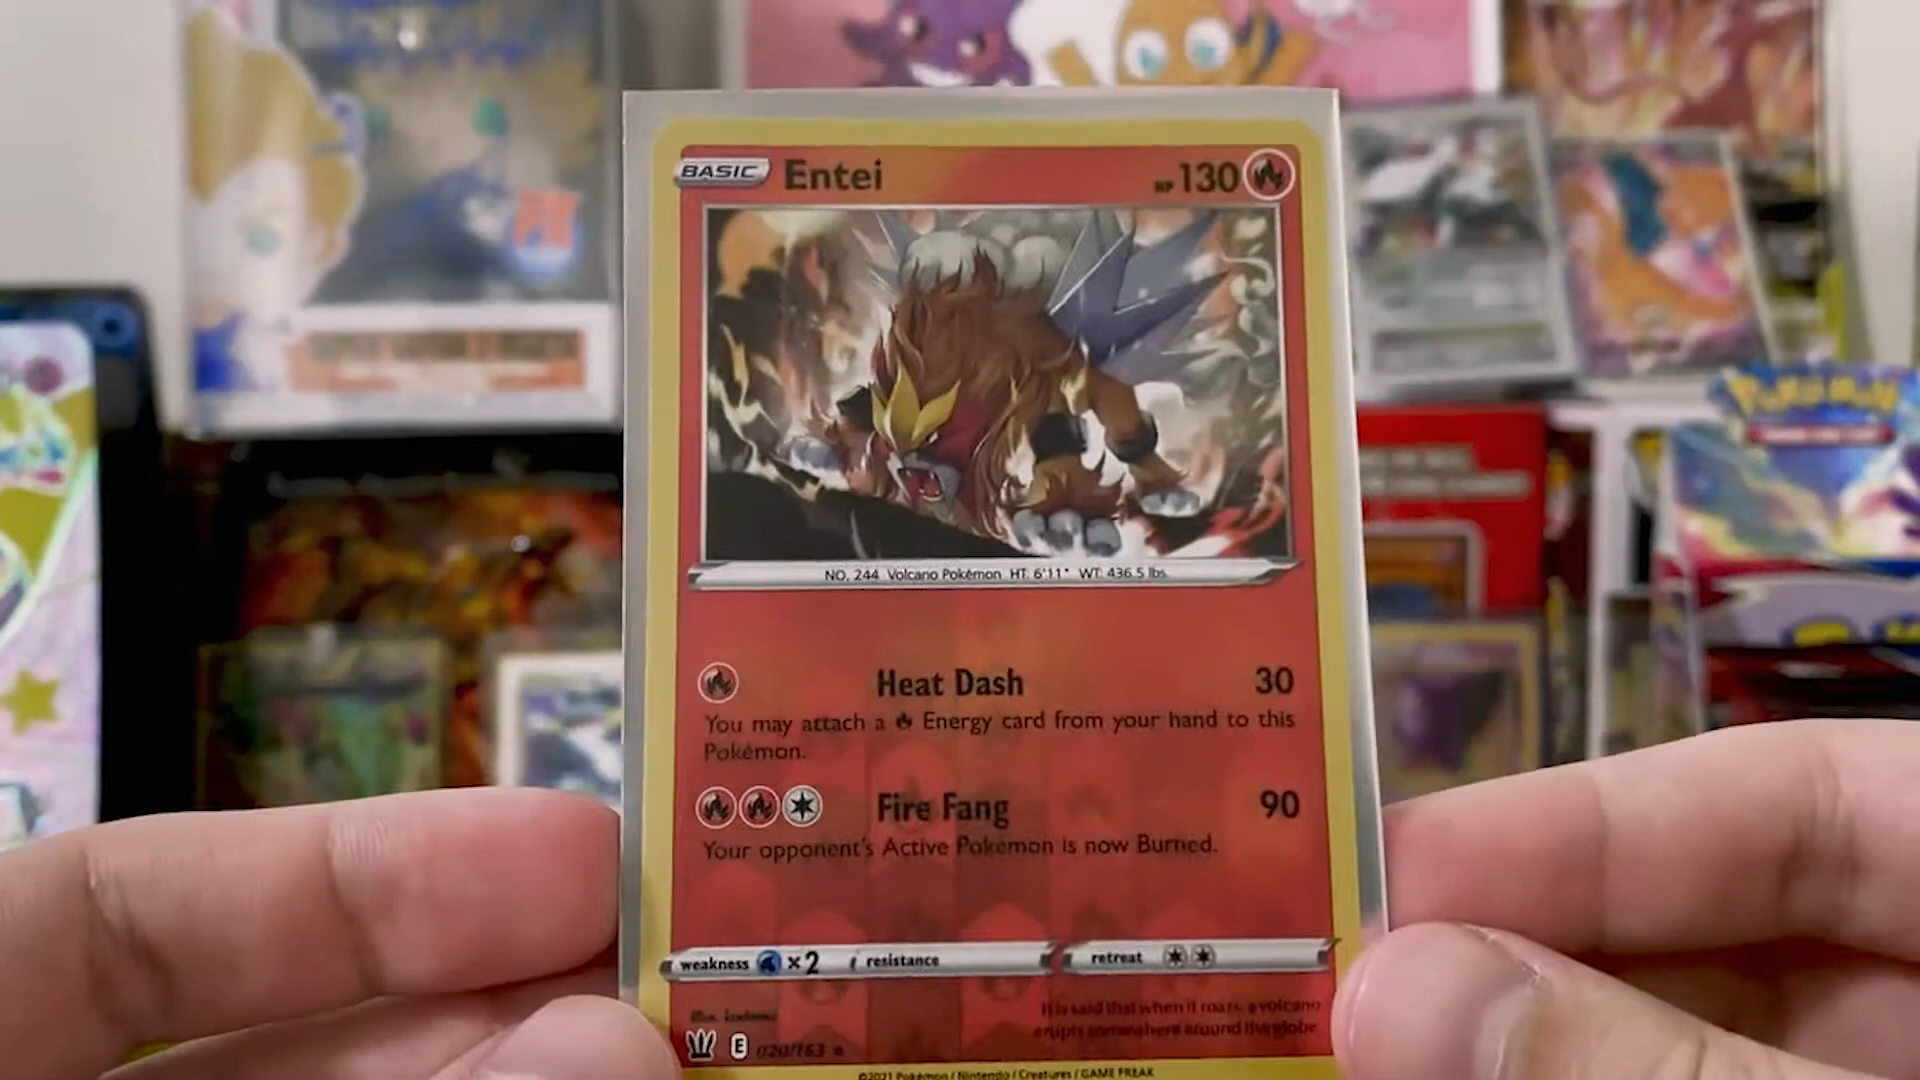 POKéMON
BASIC Entei HP 130
NO. 244 Volcano Pokémon HT: 6'11" WT: 436.5 lbs.
Heat Dash 30
You may attach a Energy card from your hand to this
Pokémon.
Fire Fang 90
Your opponent's Active Pokémon is now Burned.
weakness ×2 resistance retreat
It is said that when it roars, a volcano
erupts somewhere around the globe.
E 020/163
©2021 Pokémon / Nintendo / Creatures / GAME FREAK